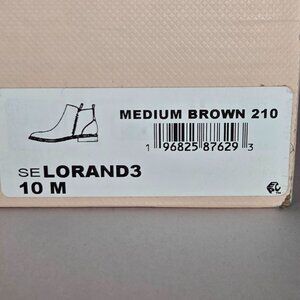 MEDIUM BROWN 210
1 96825 87629 3
SE LORAND3
10 M